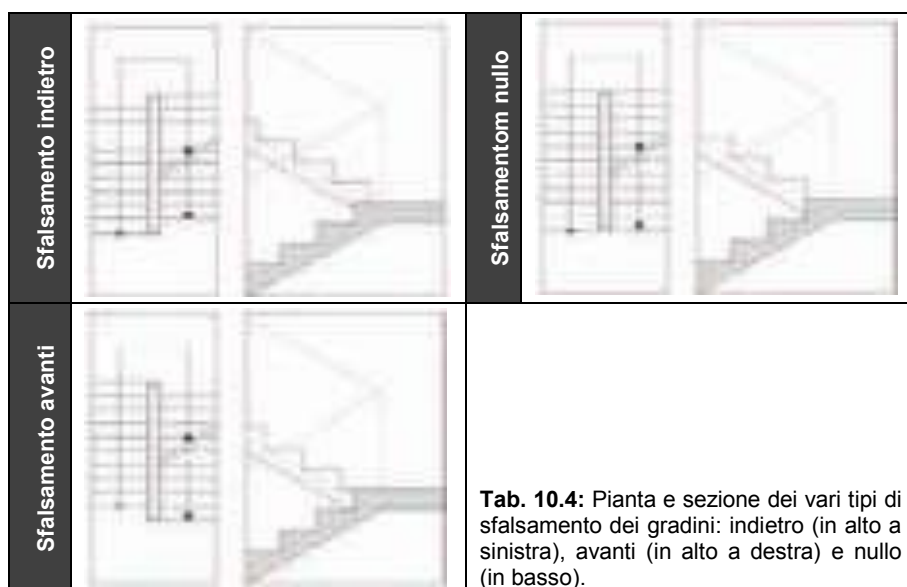 Sfalsamento indietro
Sfalsamentom nullo
Sfalsamento avanti
Tab. 10.4: Pianta e sezione dei vari tipi di
sfalsamento dei gradini: indietro (in alto a
sinistra), avanti (in alto a destra) e nullo
(in basso).